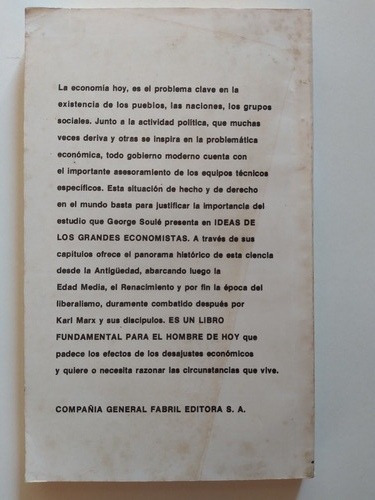 La economía hoy, es el problema clave en la
existencia de los pueblos, las naciones, los grupos
sociales. Junto a la actividad política, que muchas
veces deriva y otras se inspira en la problemática
económica, todo gobierno moderno cuenta con
el importante asesoramiento de los equipos técnicos
específicos. Esta situación de hecho y de derecho
en el mundo basta para justificar la importancia del
estudio que George Soulé presenta en IDEAS DE
LOS GRANDES ECONOMISTAS. A través de sus
capítulos ofrece el panorama histórico de esta ciencia
desde la Antigüedad, abarcando luego la
Edad Media, el Renacimiento y por fin la época del
liberalismo, duramente combatido después por
Karl Marx y sus discípulos. ES UN LIBRO
FUNDAMENTAL PARA EL HOMBRE DE HOY que
padece los efectos de los desajustes económicos
y quiere o necesita razonar las circunstancias que vive.
COMPAÑIA GENERAL FABRIL EDITORA S. A.